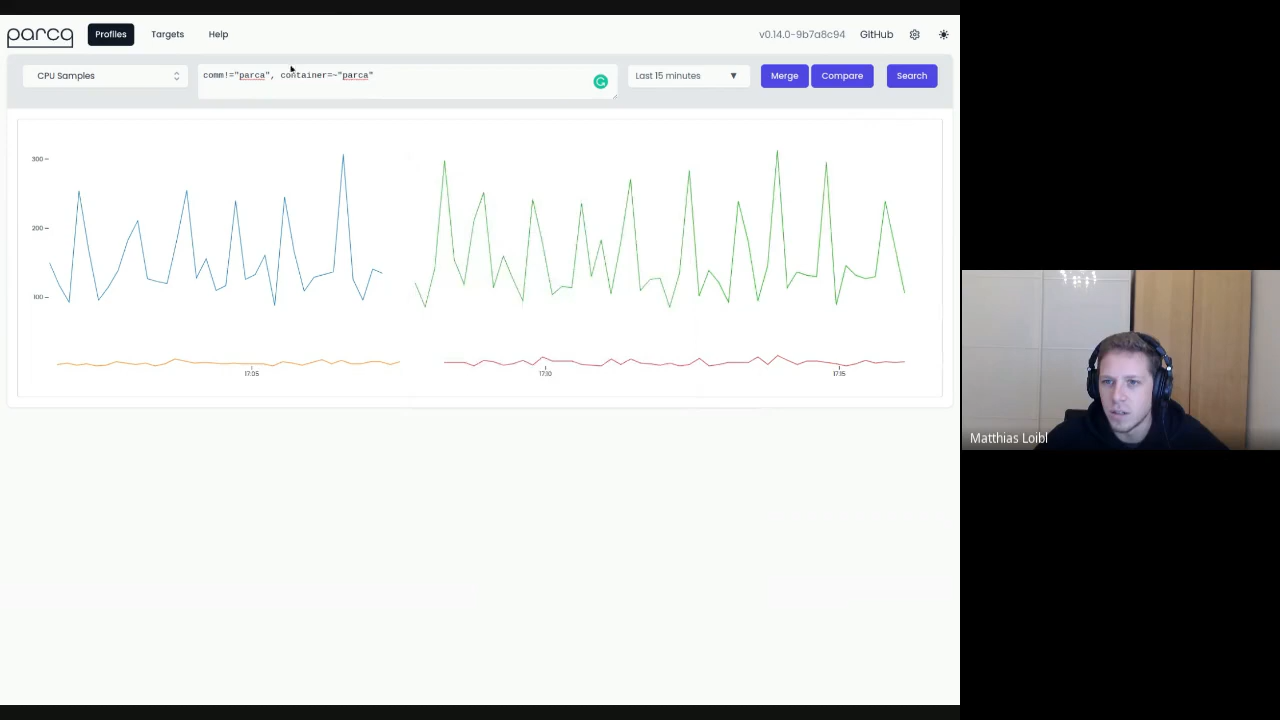 parca
Profiles
Targets
Help
v0.14.0-9b7a8c94
GitHub
CPU Samples
comm!="parca", container=~"parca"
Last 15 minutes
Merge
Compare
Search
300
200
100
17:05
17:10
17:15
Matthias Loibl